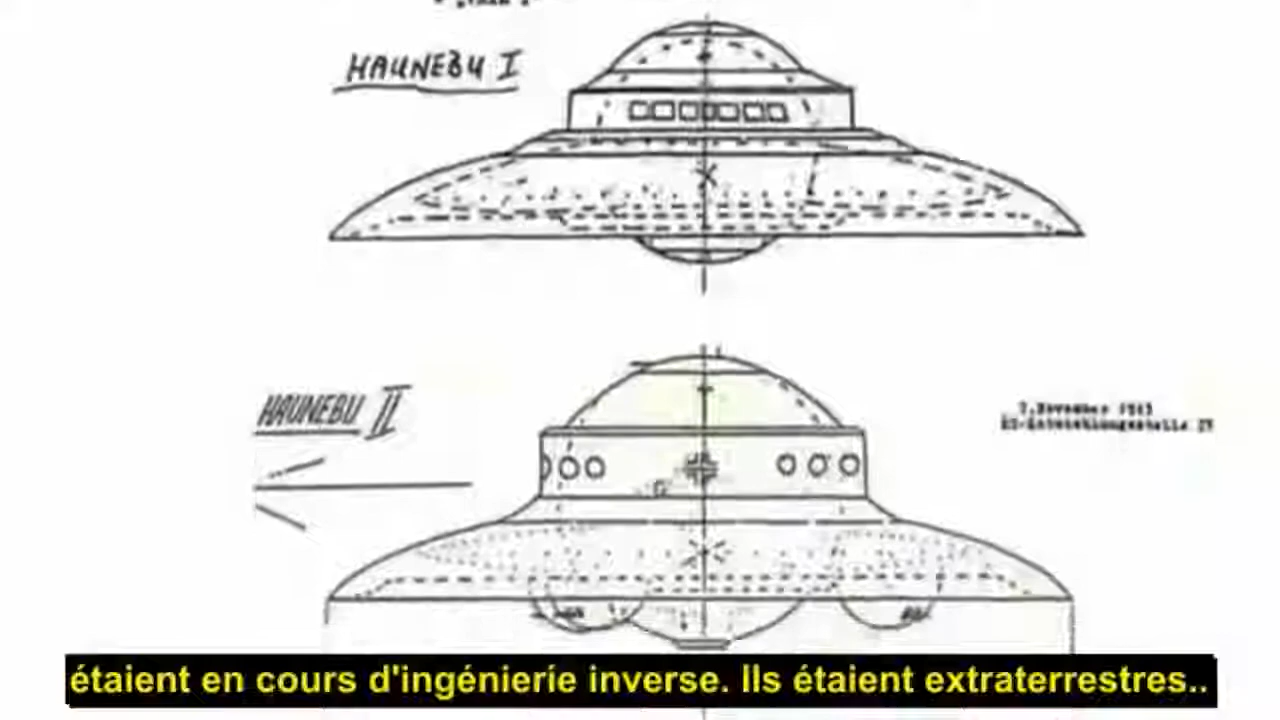 HAUNEBU I
HAUNEBU II
étaient en cours d'ingénierie inverse. Ils étaient extraterrestres..